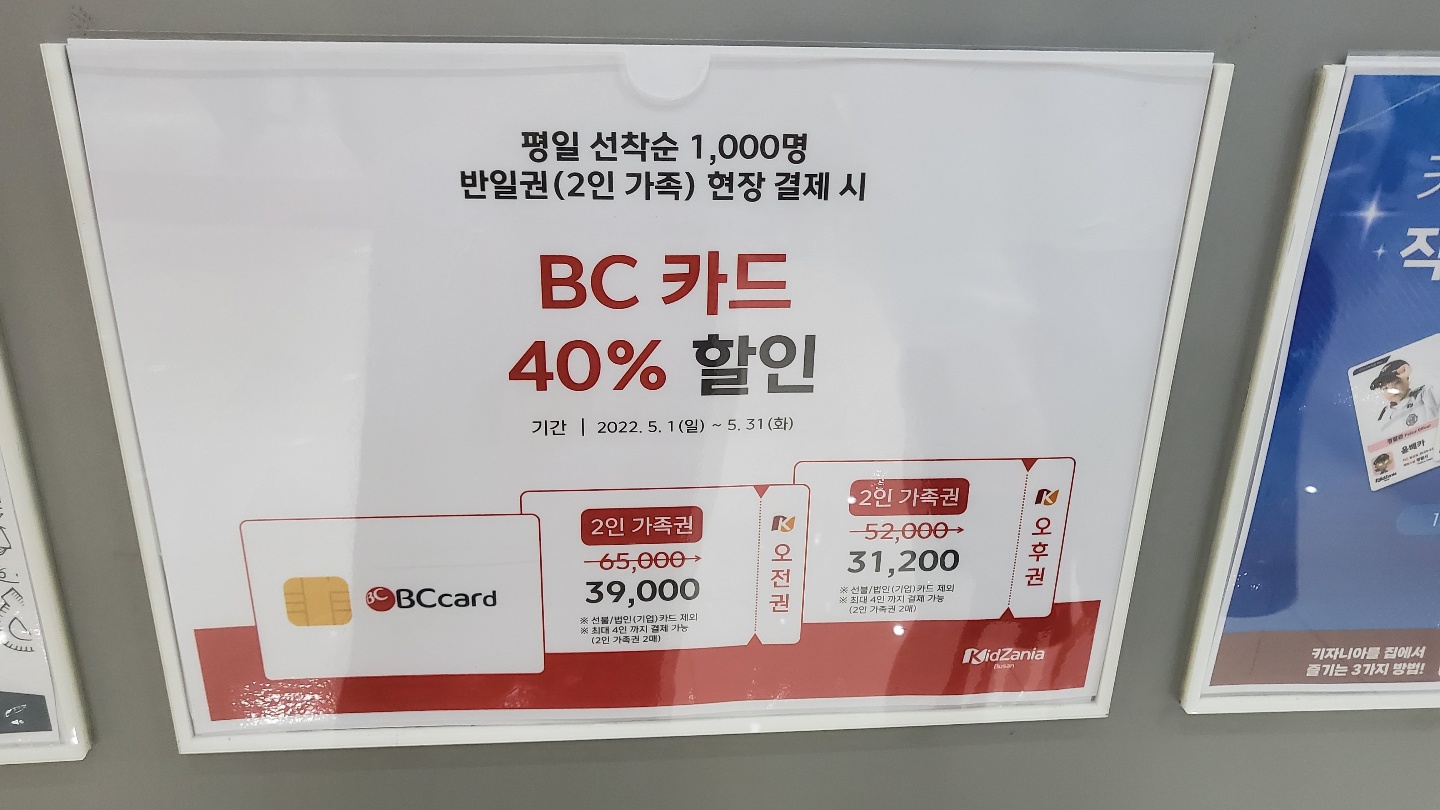 평일 선착순 1,000명
반일권(2인 가족) 현장 결제 시
BC 카드
40% 할인
기간 | 2022. 5. 1(일) ~ 5. 31(화)
BC BCcard
2인 가족권
65,000
39,000
※ 선불/법인(기업)카드 제외
※ 최대 4인 까지 결제 가능
(2인 가족권 2매)
K
오전권
2인 가족권
52,000
31,200
※ 선불/법인(기업)카드 제외
※ 최대 4인 까지 결제 가능
(2인 가족권 2매)
K
오후권
KidZania
Busan
키자니아를 집에서
즐기는 3가지 방법!